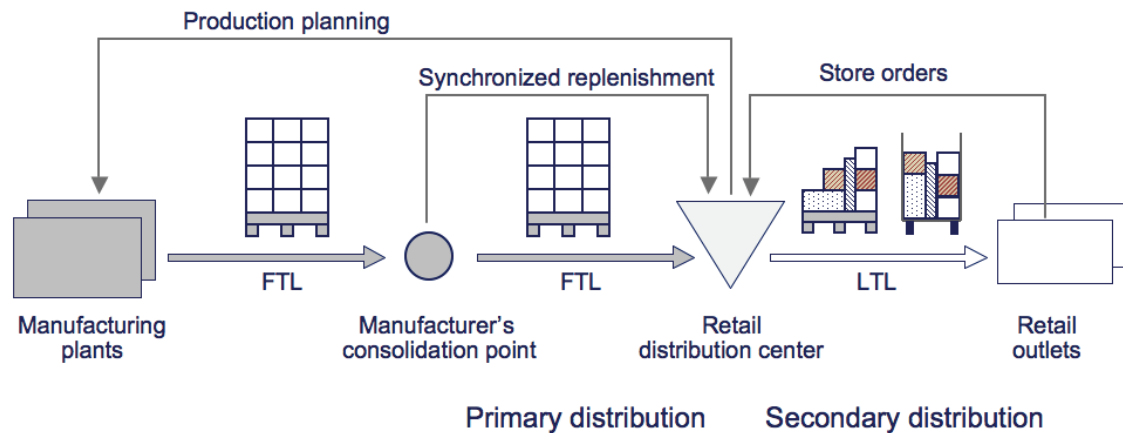 Production planning
Synchronized replenishment
Store orders
FTL
FTL
LTL
Manufacturing
plants
Manufacturer’s
consolidation point
Retail
distribution center
Retail
outlets
Primary distribution
Secondary distribution